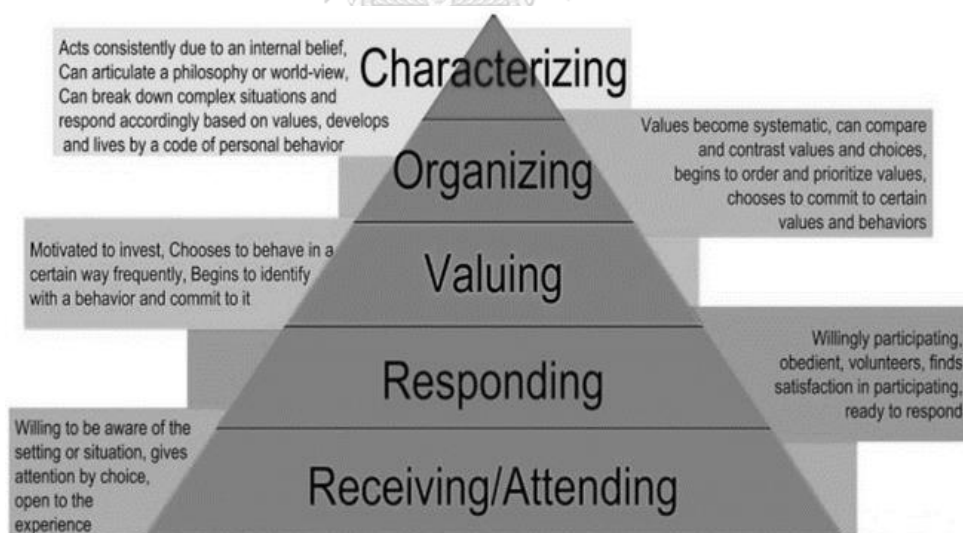 Acts consistently due to an internal belief,
Can articulate a philosophy or world-view,
Can break down complex situations and
respond accordingly based on values, develops
and lives by a code of personal behavior
Characterizing
Values become systematic, can compare
and contrast values and choices,
begins to order and prioritize values,
chooses to commit to certain
values and behaviors
Organizing
Motivated to invest, Chooses to behave in a
certain way frequently, Begins to identify
with a behavior and commit to it
Valuing
Willingly participating,
obedient, volunteers, finds
satisfaction in participating,
ready to respond
Responding
Willing to be aware of the
setting or situation, gives
attention by choice,
open to the
experience
Receiving/Attending